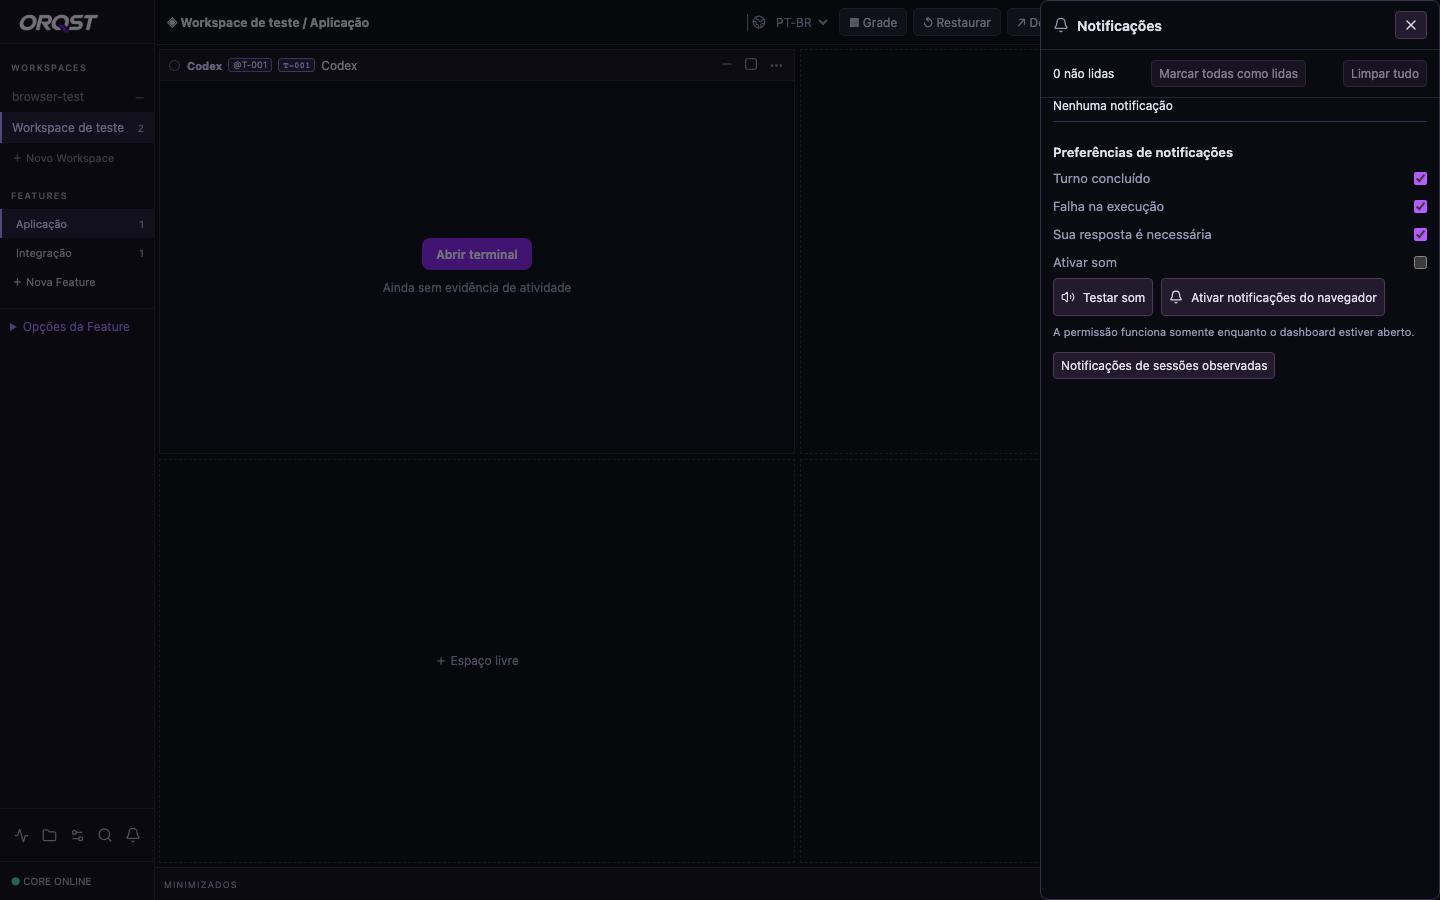 ORQST
WORKSPACES
browser-test
Workspace de teste 2
+ Novo Workspace
FEATURES
Aplicação 1
Integração 1
+ Nova Feature
Opções da Feature
CORE ONLINE
Workspace de teste / Aplicação
PT-BR
Grade
Restaurar
Codex @T-001 T-001 Codex
Abrir terminal
Ainda sem evidência de atividade
+ Espaço livre
MINIMIZADOS
Notificações
0 não lidas
Marcar todas como lidas
Limpar tudo
Nenhuma notificação
Preferências de notificações
Turno concluído
Falha na execução
Sua resposta é necessária
Ativar som
Testar som
Ativar notificações do navegador
A permissão funciona somente enquanto o dashboard estiver aberto.
Notificações de sessões observadas